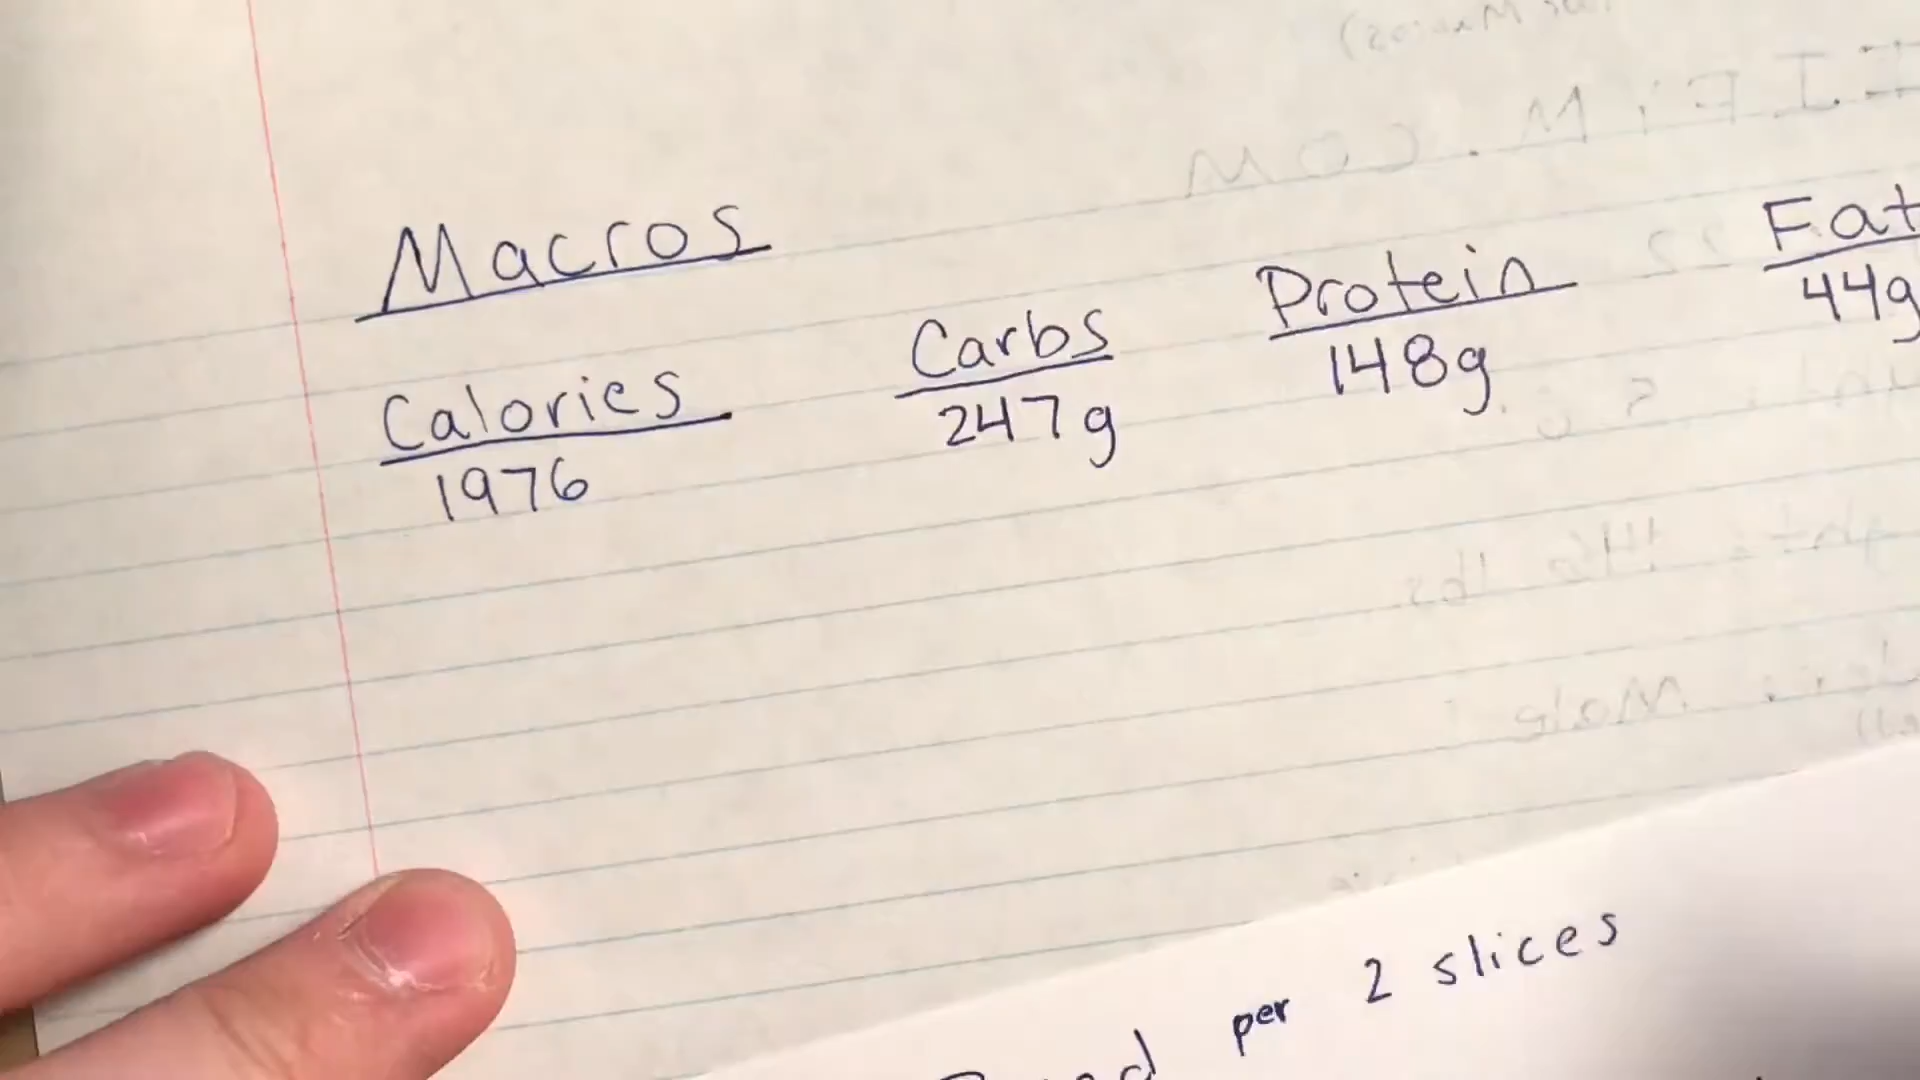 Macros
Calories Carbs Protein Fat
1976 247g 148g 44g
per 2 slices